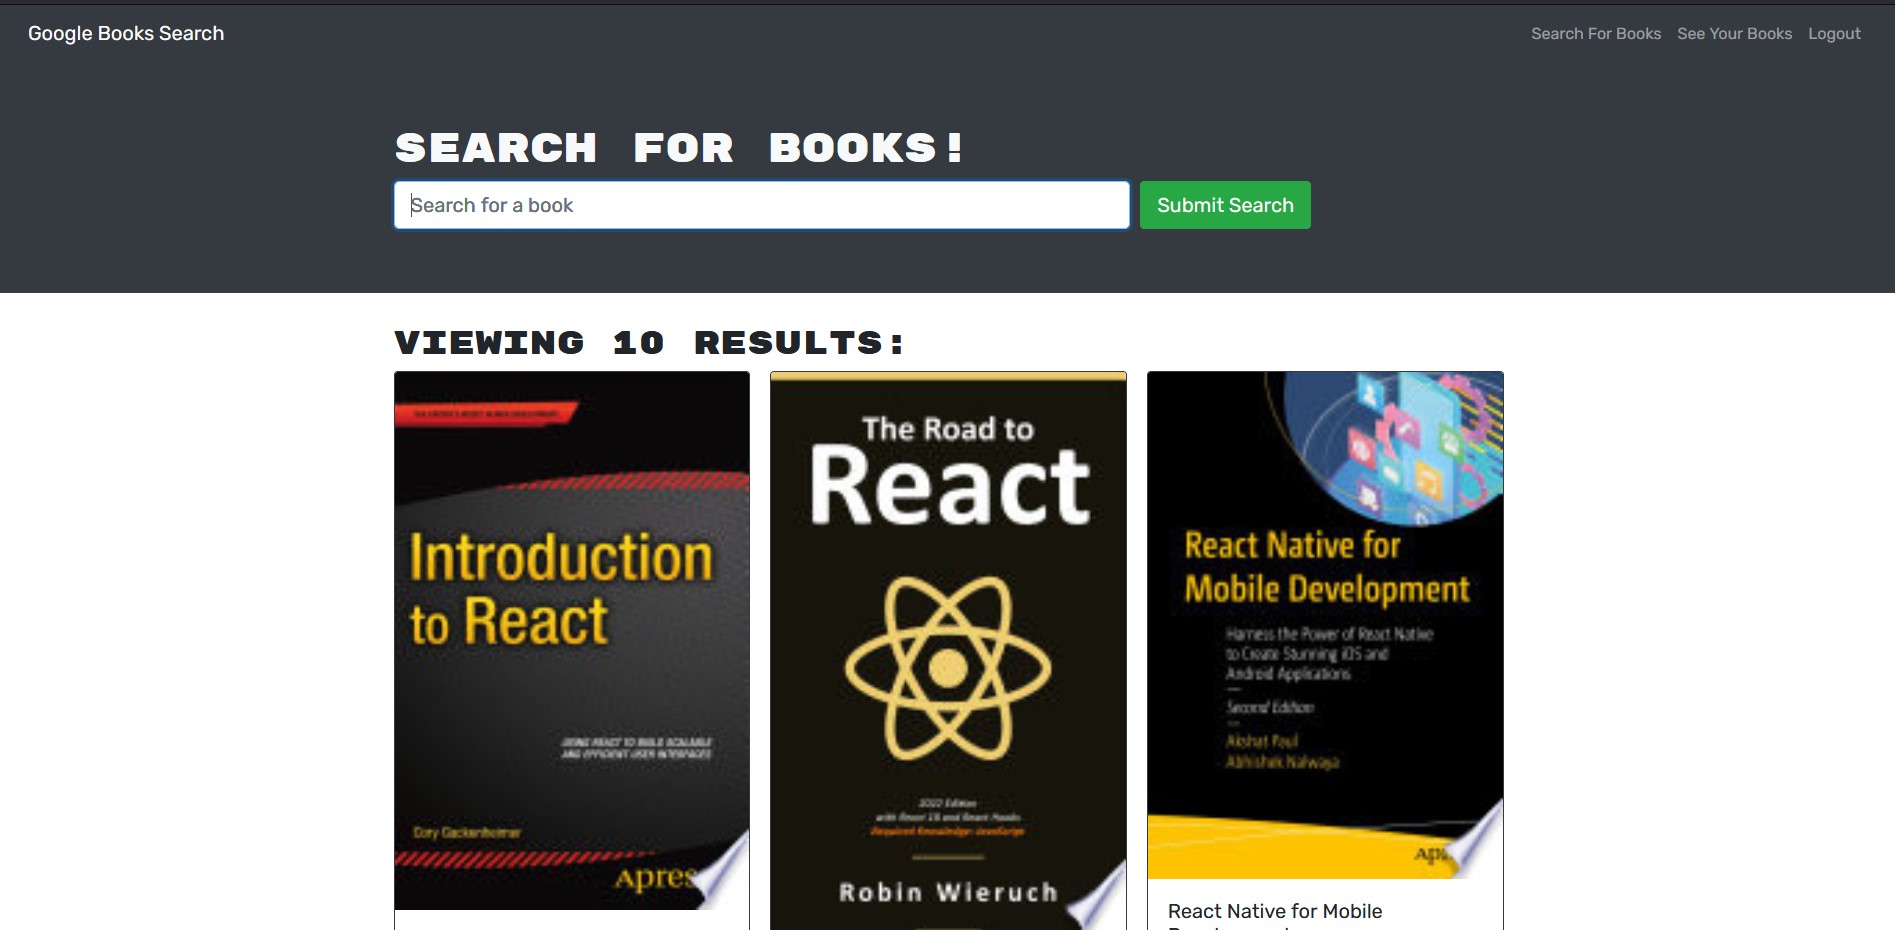 Google Books Search
Search For Books See Your Books Logout
SEARCH FOR BOOKS!
Search for a book
Submit Search
VIEWING 10 RESULTS:
Introduction
to React
USING REACT TO BUILD SCALABLE
AND EFFICIENT USER INTERFACES
Cory Gackenheimer
Apres
The Road to
React
2022 Edition
with React 18 and React Hooks
Required Knowledge: JavaScript
Robin Wieruch
React Native for
Mobile Development
Harness the Power of React Native
to Create Stunning iOS and
Android Applications
Second Edition
Akshat Paul
Abhishek Nalwaya
React Native for Mobile